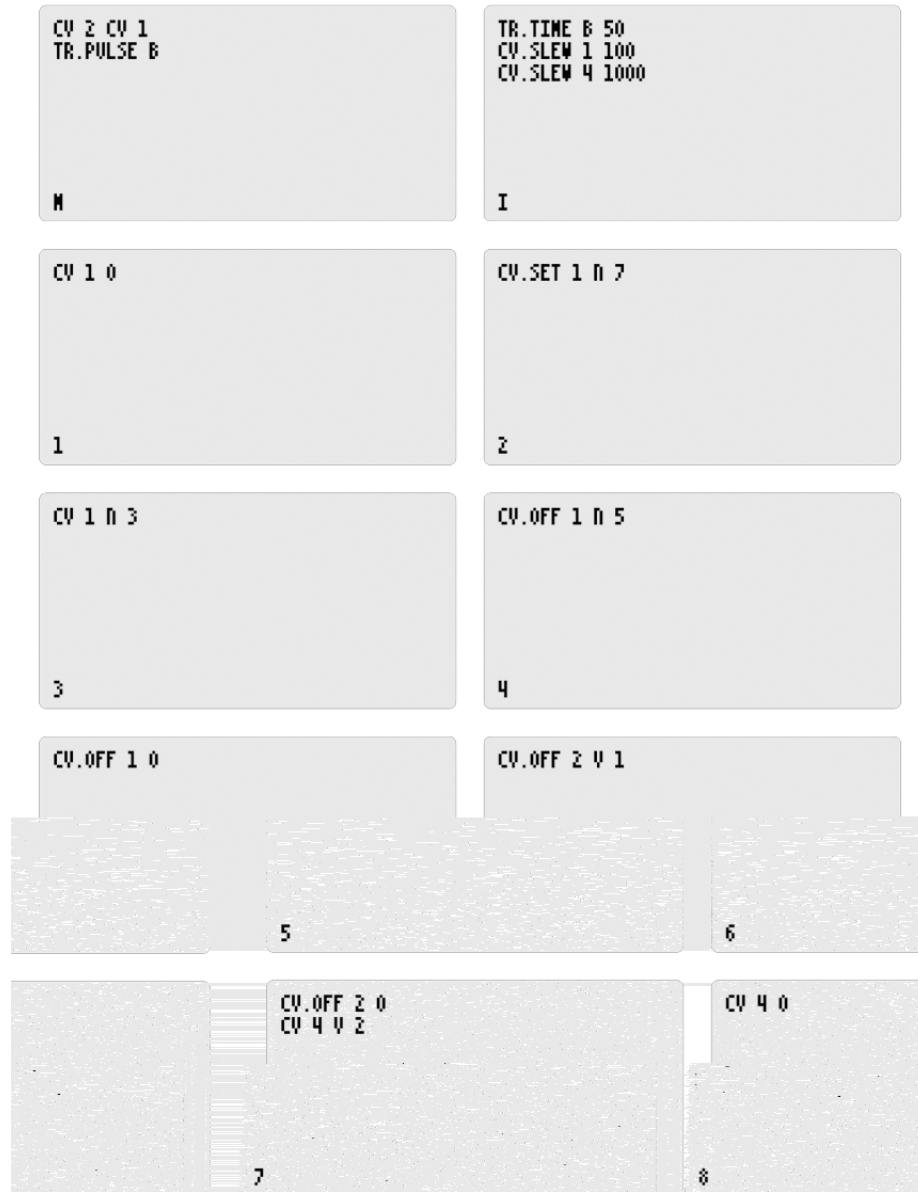 CV 2 CV 1
TR.PULSE B
M
TR.TIME B 50
CV.SLEW 1 100
CV.SLEW 4 1000
I
CV 1 0
1
CV.SET 1 N 7
2
CV 1 N 3
3
CV.OFF 1 N 5
4
CV.OFF 1 0
5
CV.OFF 2 V 1
6
CV.OFF 2 0
CV 4 V 2
7
CV 4 0
8